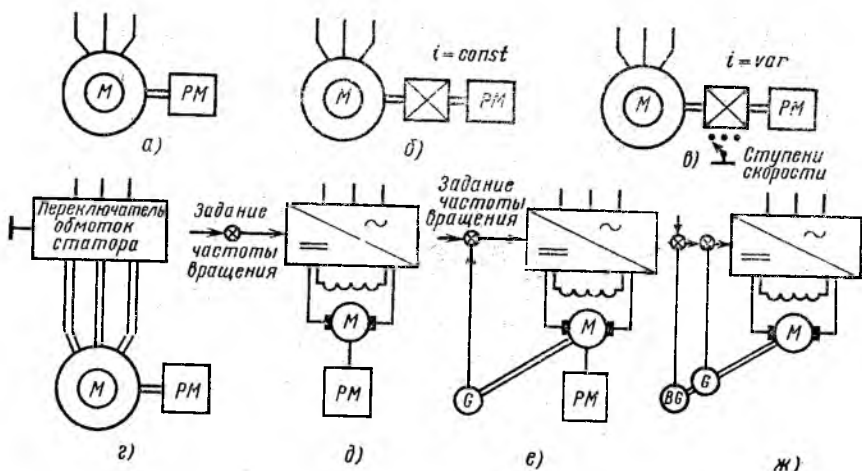 M
PM
а)
i = const
M
PM
б)
i = var
M
PM
в)
Ступени
скорости
Переключатель
обмоток
статора
M
PM
г)
Задание
частоты
вращения
~
M
PM
д)
Задание
частоты
вращения
~
M
G
PM
е)
~
M
G
BG
ж)